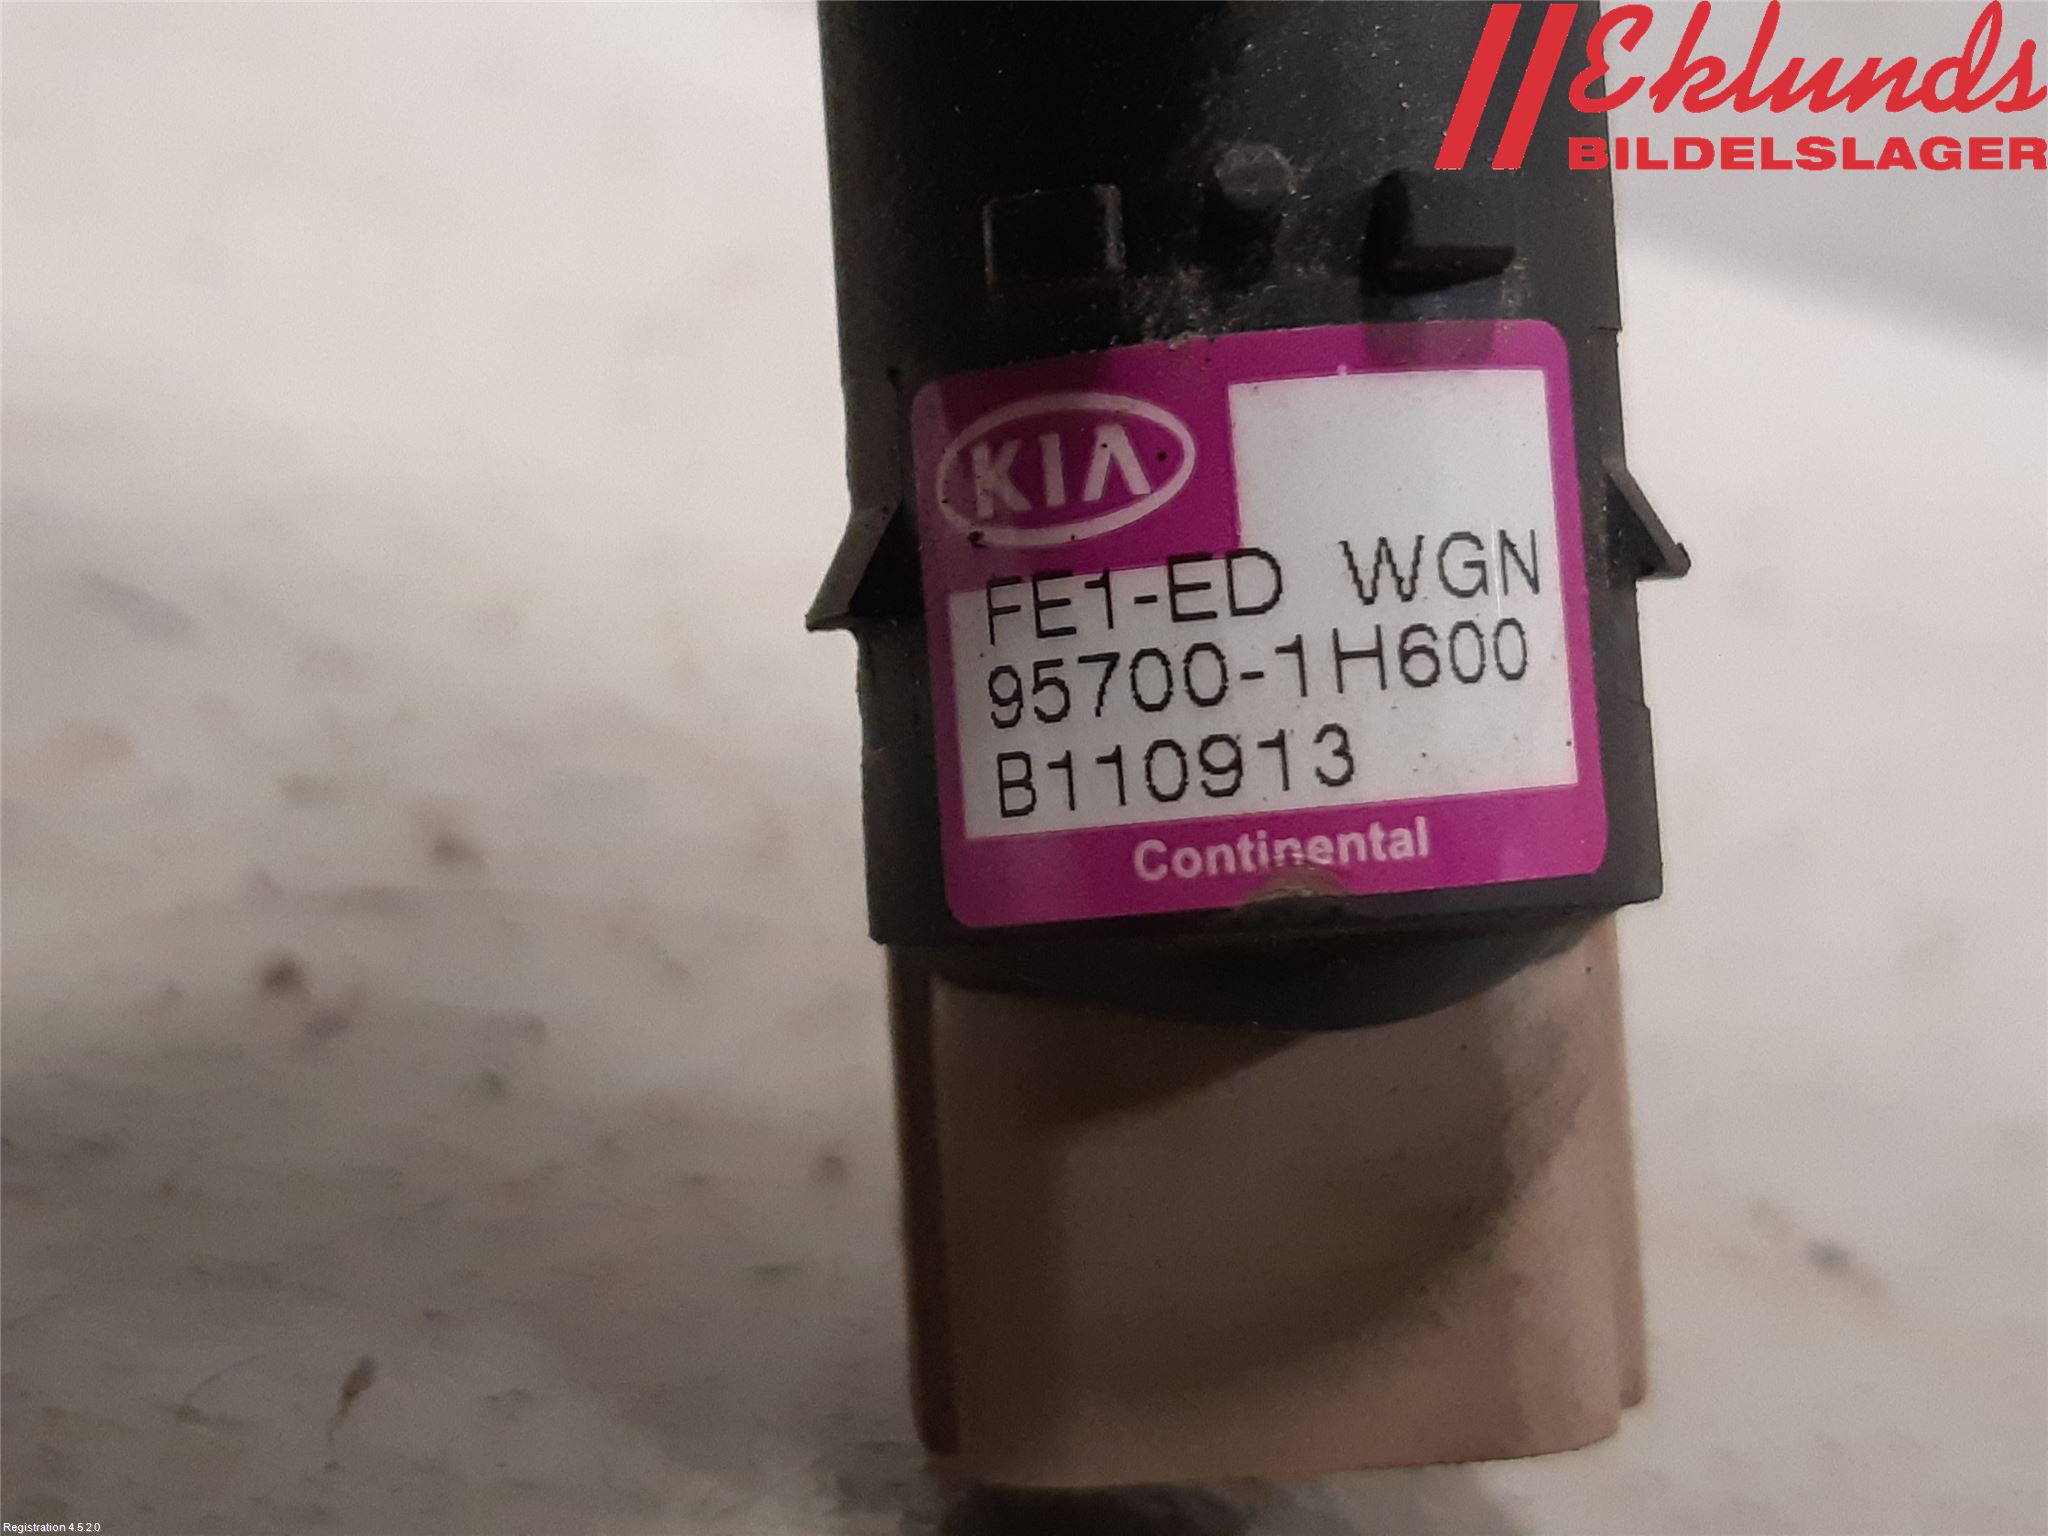 Eklunds
BILDELSLAGER
KIA
FE1-ED WGN
95700-1H600
B110913
Continental
Registration 4.5.2.0